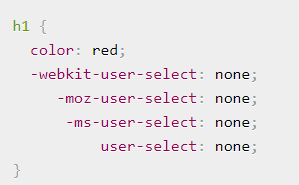 h1 {
  color: red;
  -webkit-user-select: none;
     -moz-user-select: none;
      -ms-user-select: none;
          user-select: none;
}